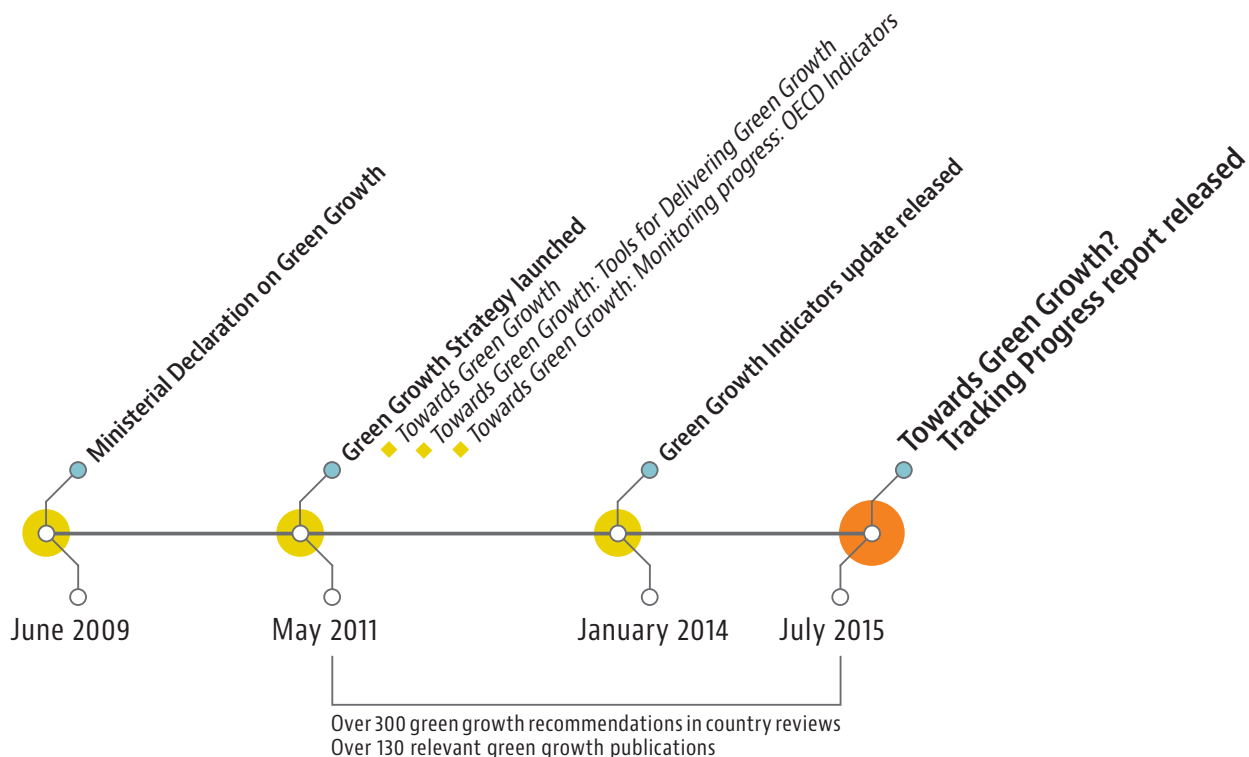 Ministerial Declaration on Green Growth
Green Growth Strategy launched
Towards Green Growth
Towards Green Growth: Tools for Delivering Green Growth
Towards Green Growth: Monitoring progress: OECD Indicators
Green Growth Indicators update released
Towards Green Growth?
Tracking Progress report released
June 2009
May 2011
January 2014
July 2015
Over 300 green growth recommendations in country reviews
Over 130 relevant green growth publications